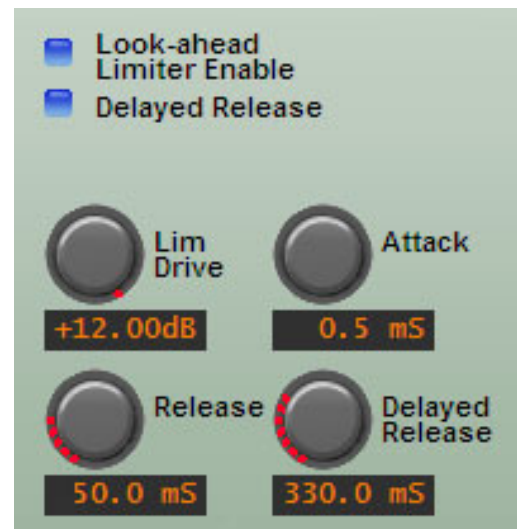 Look-ahead
Limiter Enable
Delayed Release
Lim
Drive
Attack
+12.00dB
0.5 mS
Release
Delayed
Release
50.0 mS
330.0 mS